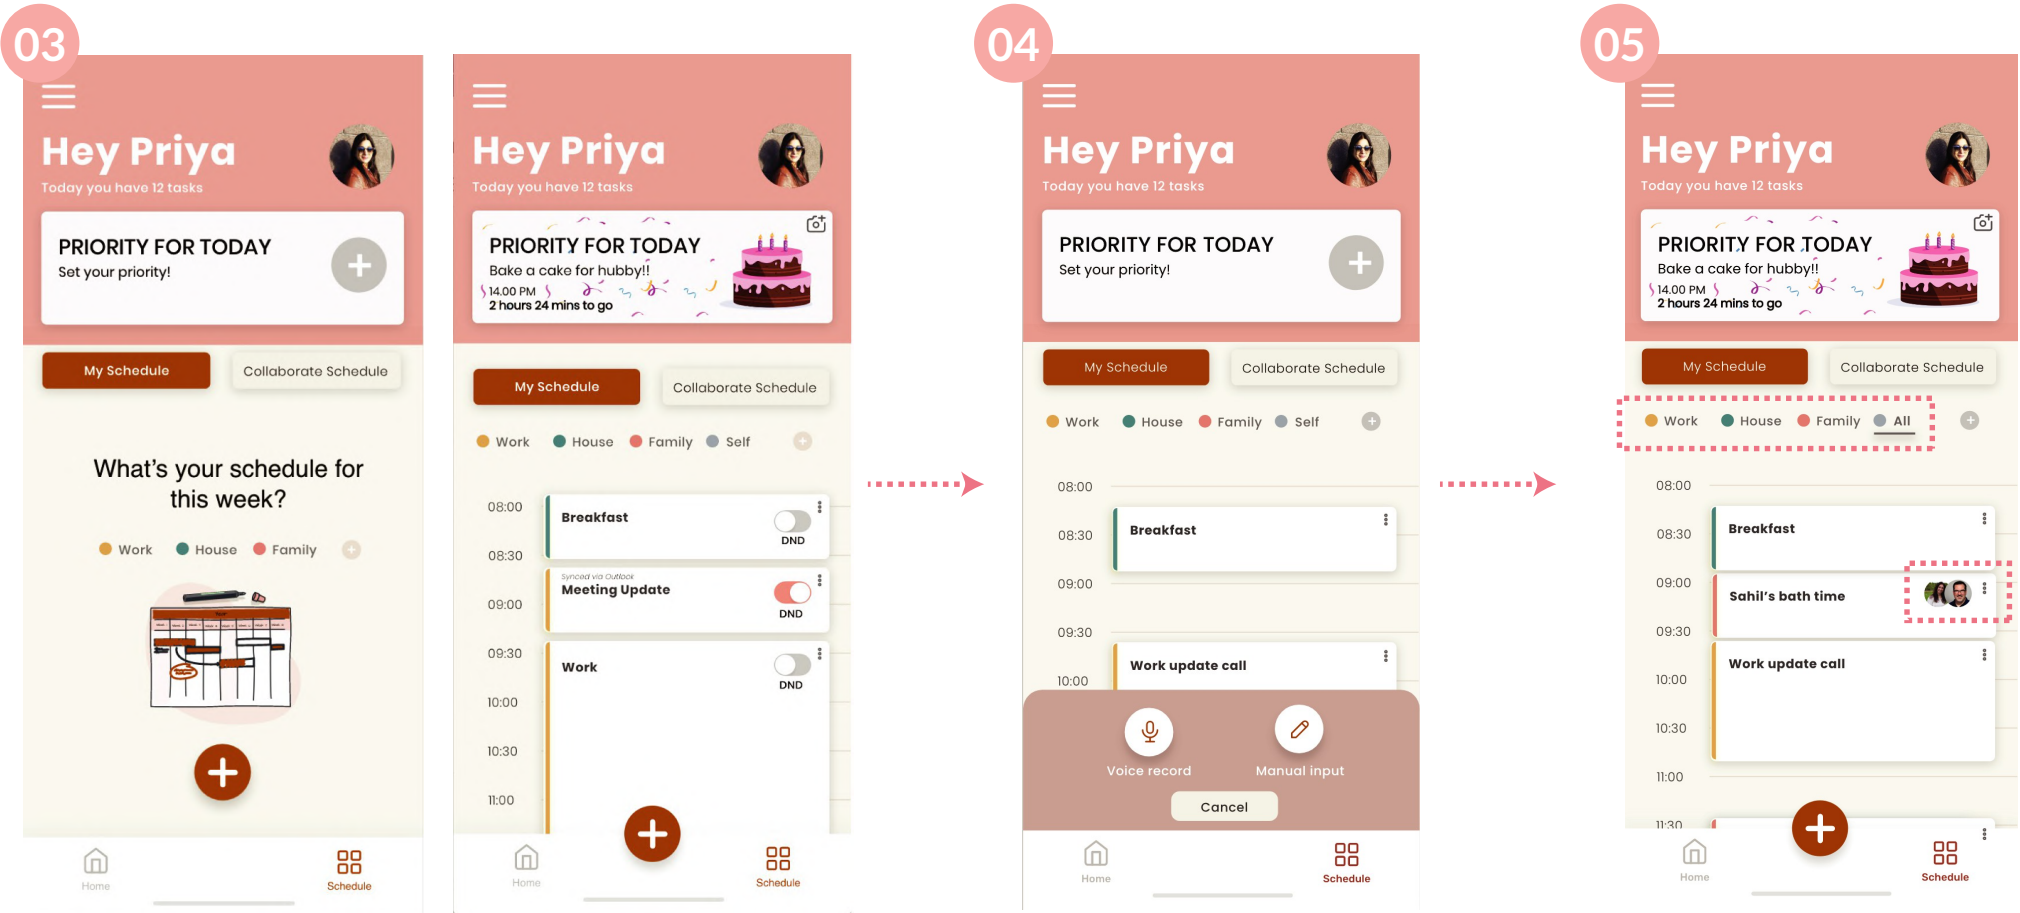 03
Hey Priya
Today you have 12 tasks
PRIORITY FOR TODAY
Set your priority!
My Schedule
Collaborate Schedule
What's your schedule for
this week?
Work
House
Family
Home
Schedule
Hey Priya
Today you have 12 tasks
PRIORITY FOR TODAY
Bake a cake for hubby!!
14.00 PM
2 hours 24 mins to go
My Schedule
Collaborate Schedule
Work
House
Family
Self
08:00
Breakfast
DND
08:30
Synced via Outlook
Meeting Update
09:00
DND
09:30
Work
DND
10:00
10:30
11:00
Home
Schedule
04
Hey Priya
Today you have 12 tasks
PRIORITY FOR TODAY
Set your priority!
My Schedule
Collaborate Schedule
Work
House
Family
Self
08:00
Breakfast
08:30
09:00
09:30
Work update call
10:00
Voice record
Manual input
Cancel
Home
Schedule
05
Hey Priya
Today you have 12 tasks
PRIORITY FOR TODAY
Bake a cake for hubby!!
14.00 PM
2 hours 24 mins to go
My Schedule
Collaborate Schedule
Work
House
Family
All
08:00
Breakfast
08:30
09:00
Sahil's bath time
09:30
Work update call
10:00
10:30
11:00
11:30
Home
Schedule